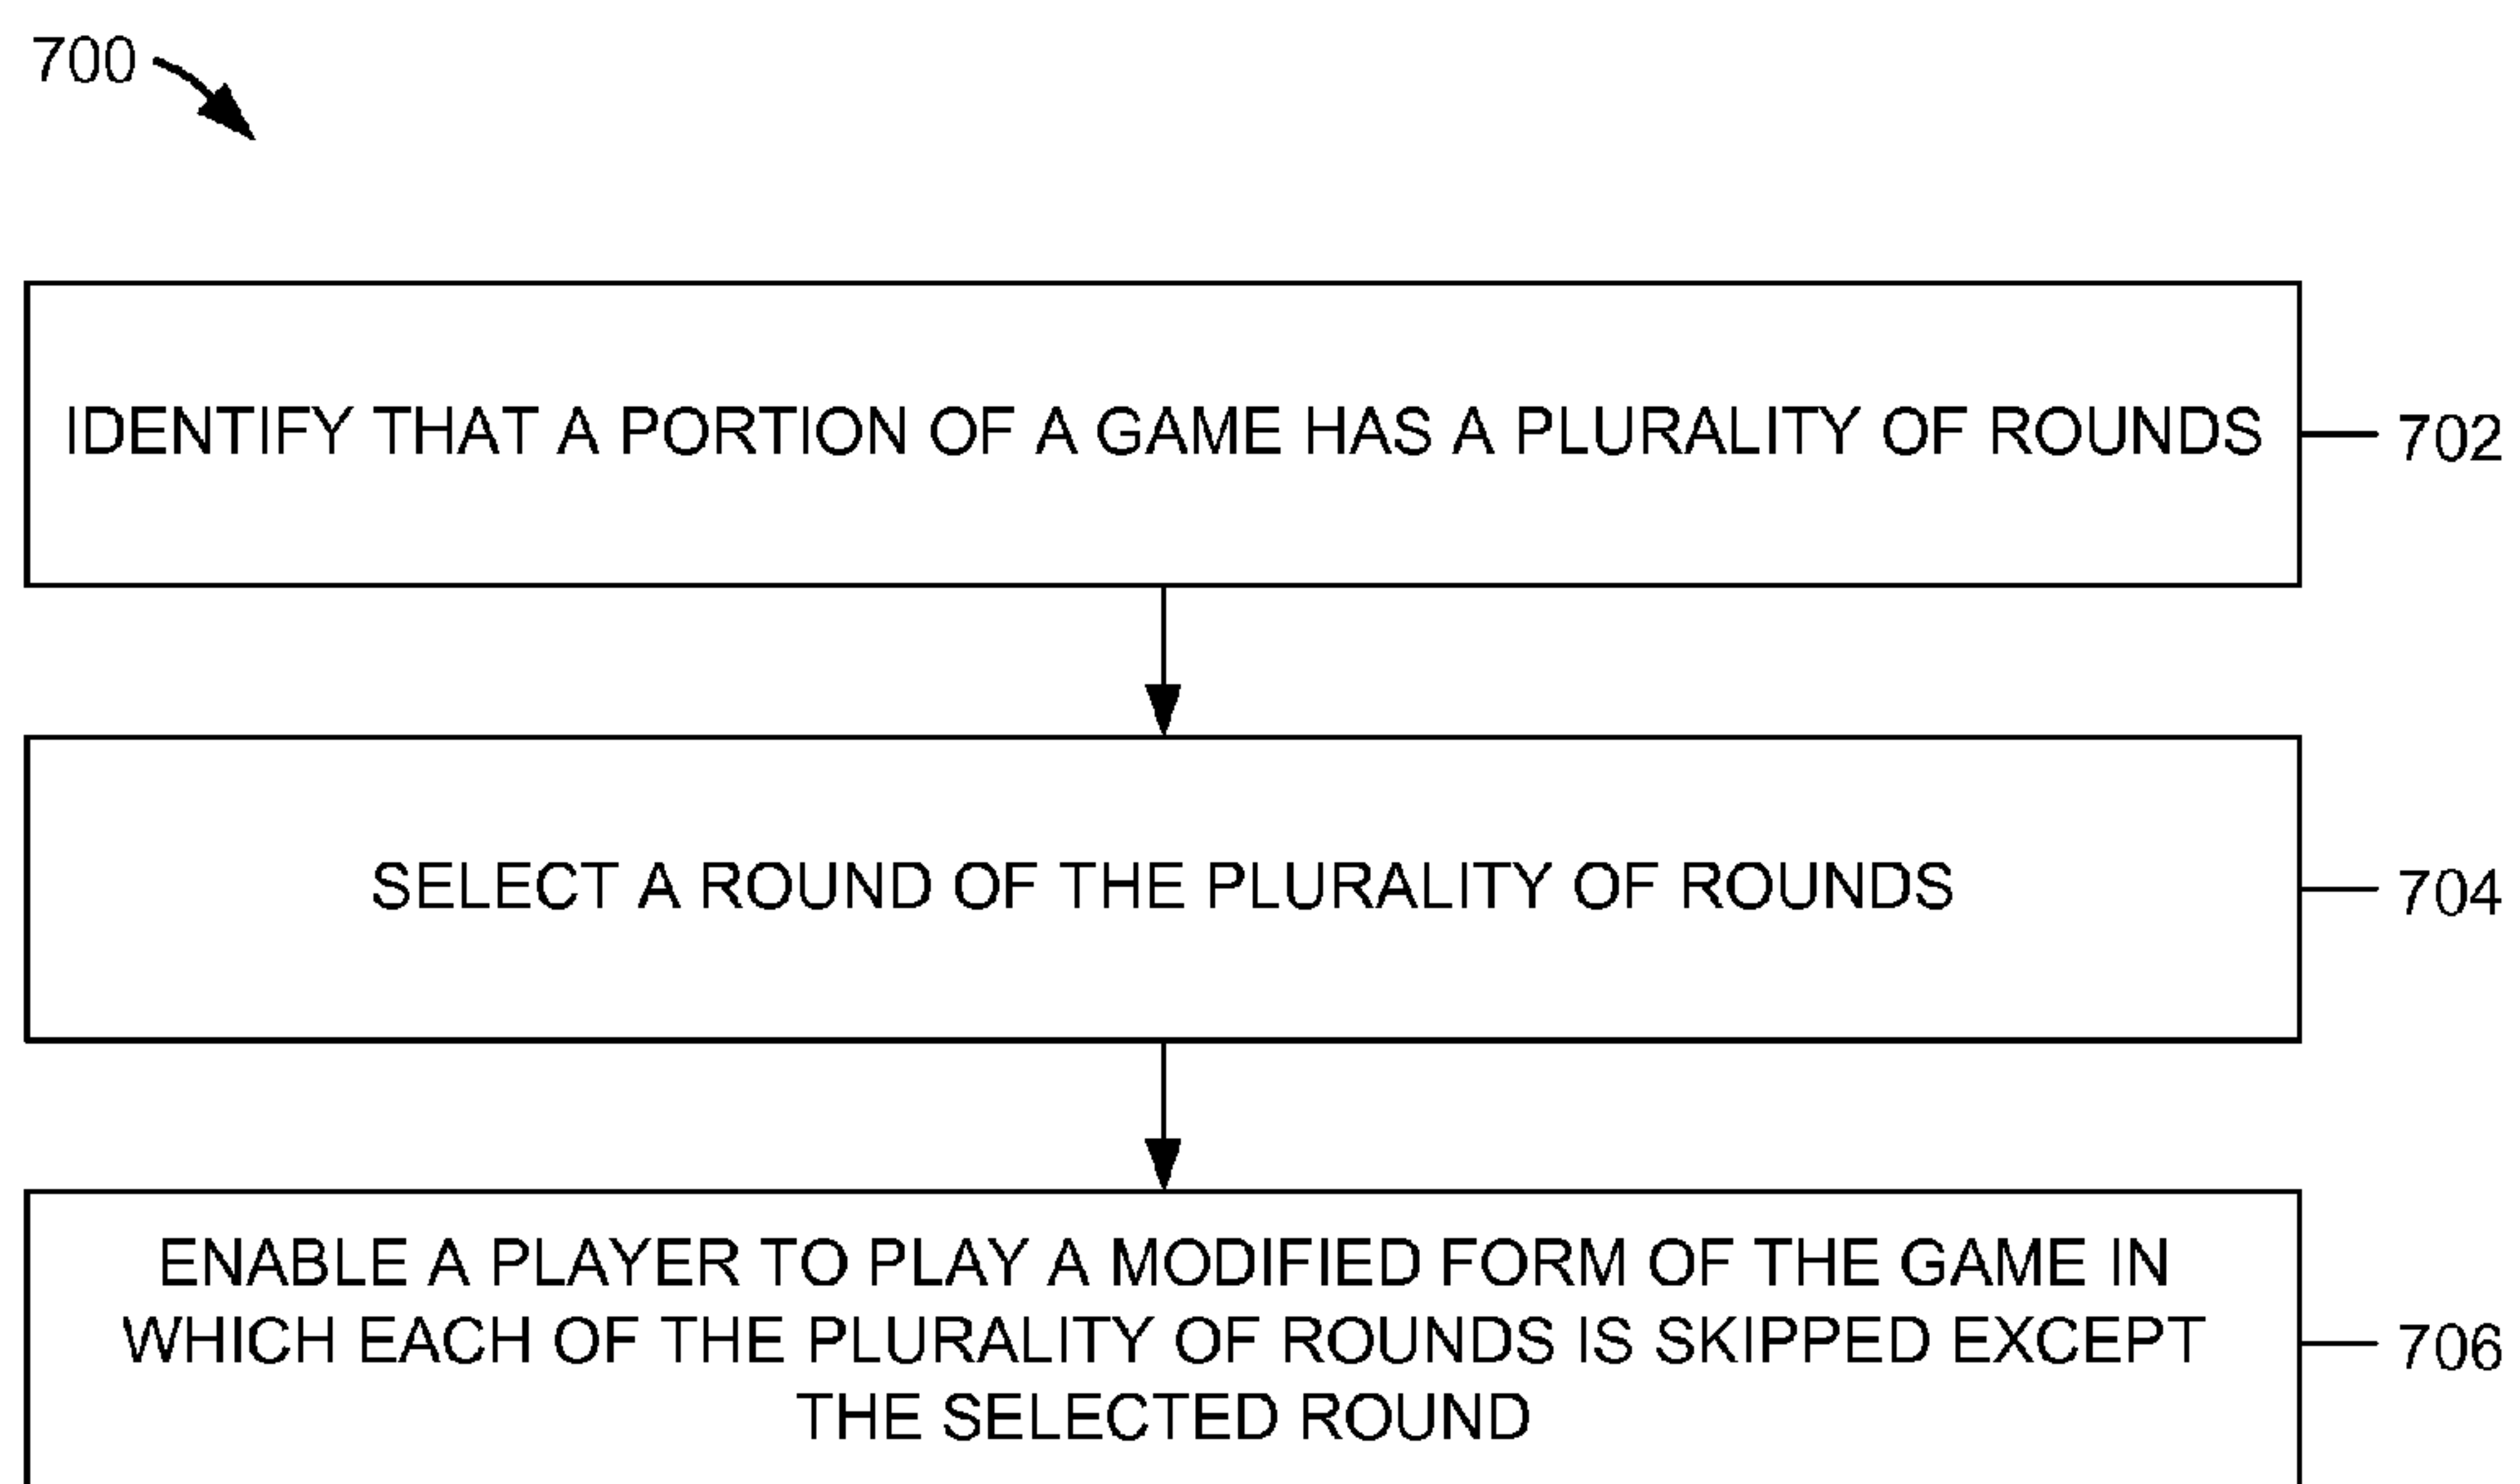 700
IDENTIFY THAT A PORTION OF A GAME HAS A PLURALITY OF ROUNDS
702
SELECT A ROUND OF THE PLURALITY OF ROUNDS
704
ENABLE A PLAYER TO PLAY A MODIFIED FORM OF THE GAME IN
WHICH EACH OF THE PLURALITY OF ROUNDS IS SKIPPED EXCEPT
THE SELECTED ROUND
706